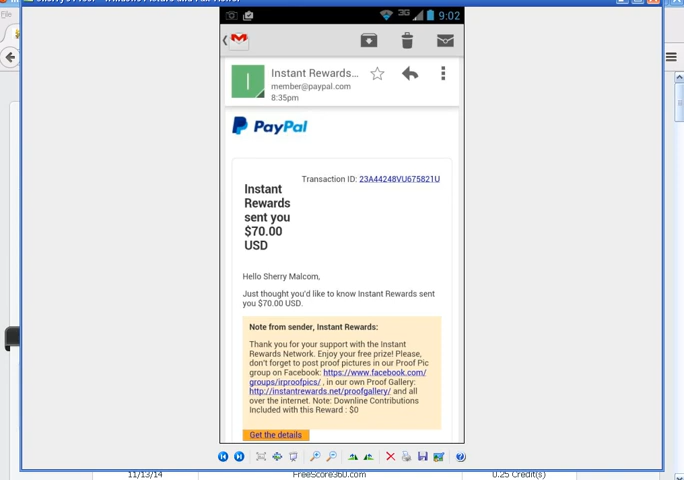 9:02
3G
Instant Rewards...
member@paypal.com
8:35pm
I
PayPal
Transaction ID: 23A44248VU675821U
Instant
Rewards
sent you
$70.00
USD
Hello Sherry Malcom,
Just thought you'd like to know Instant Rewards sent
you $70.00 USD.
Note from sender, Instant Rewards:
Thank you for your support with the Instant
Rewards Network. Enjoy your free prize! Please,
don't forget to post proof pictures in our Proof Pic
group on Facebook: https://www.facebook.com/
groups/irproofpics/ , in our own Proof Gallery:
http://instantrewards.net/proofgallery/ and all
over the internet. Note: Downline Contributions
Included with this Reward : $0
Get the details
11/13/14 FreeScore360.com 0.25 Credit(s)